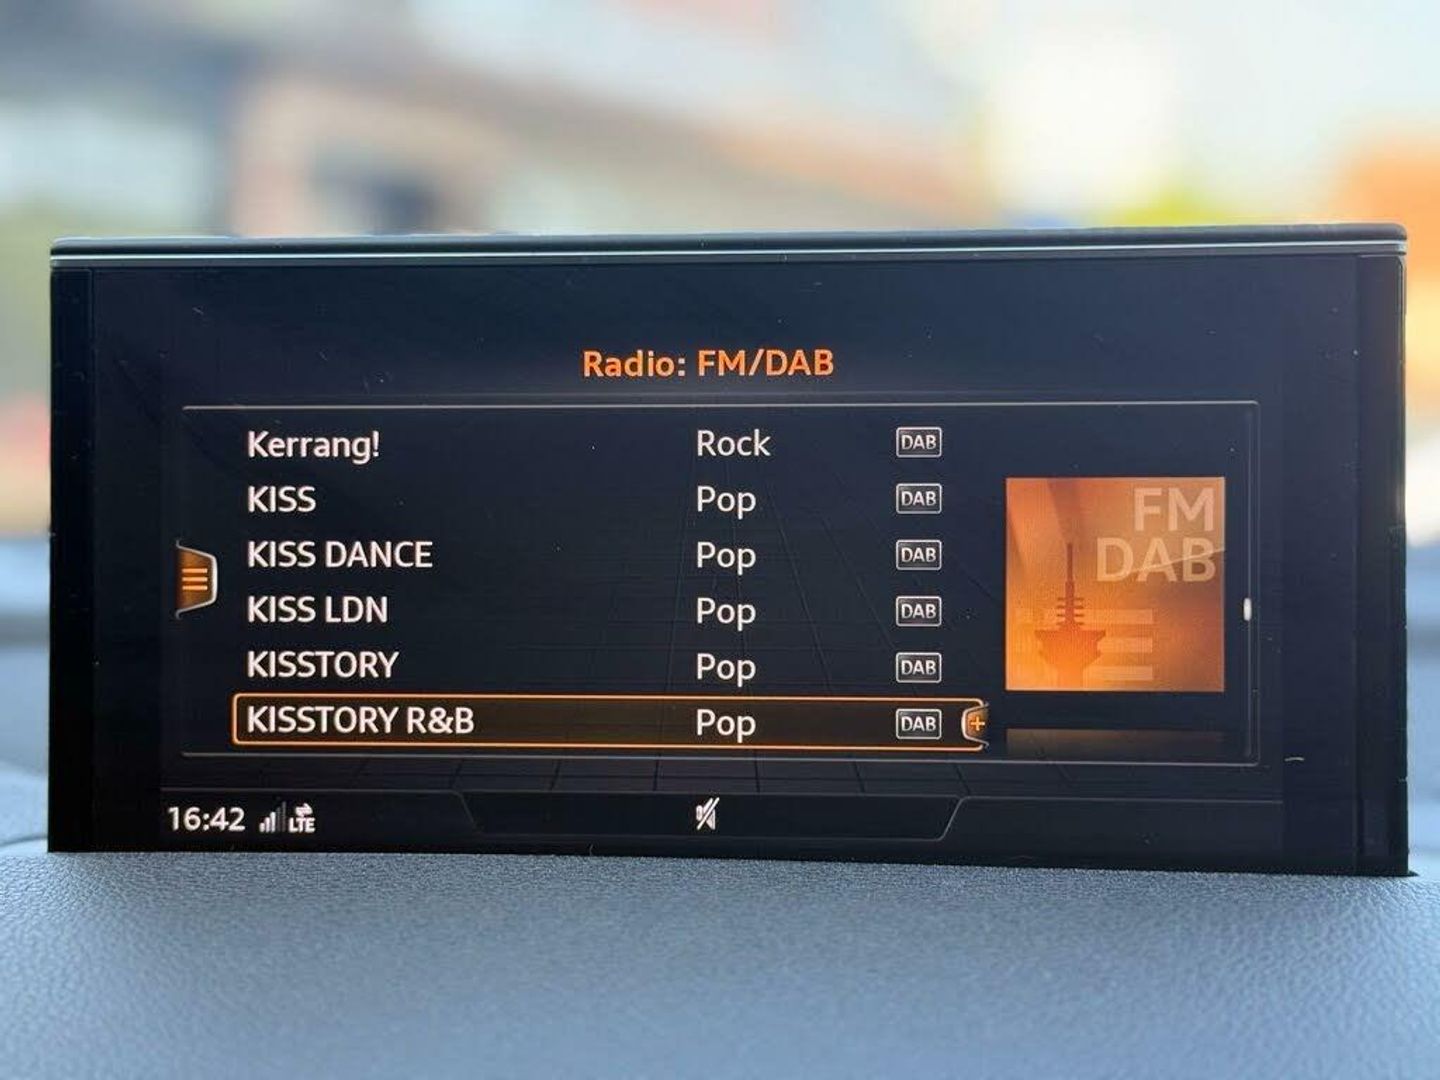 Radio: FM/DAB
Kerrang! Rock DAB
KISS Pop DAB
KISS DANCE Pop DAB
KISS LDN Pop DAB
KISSTORY Pop DAB
KISSTORY R&B Pop DAB
FM
DAB
16:42 LTE